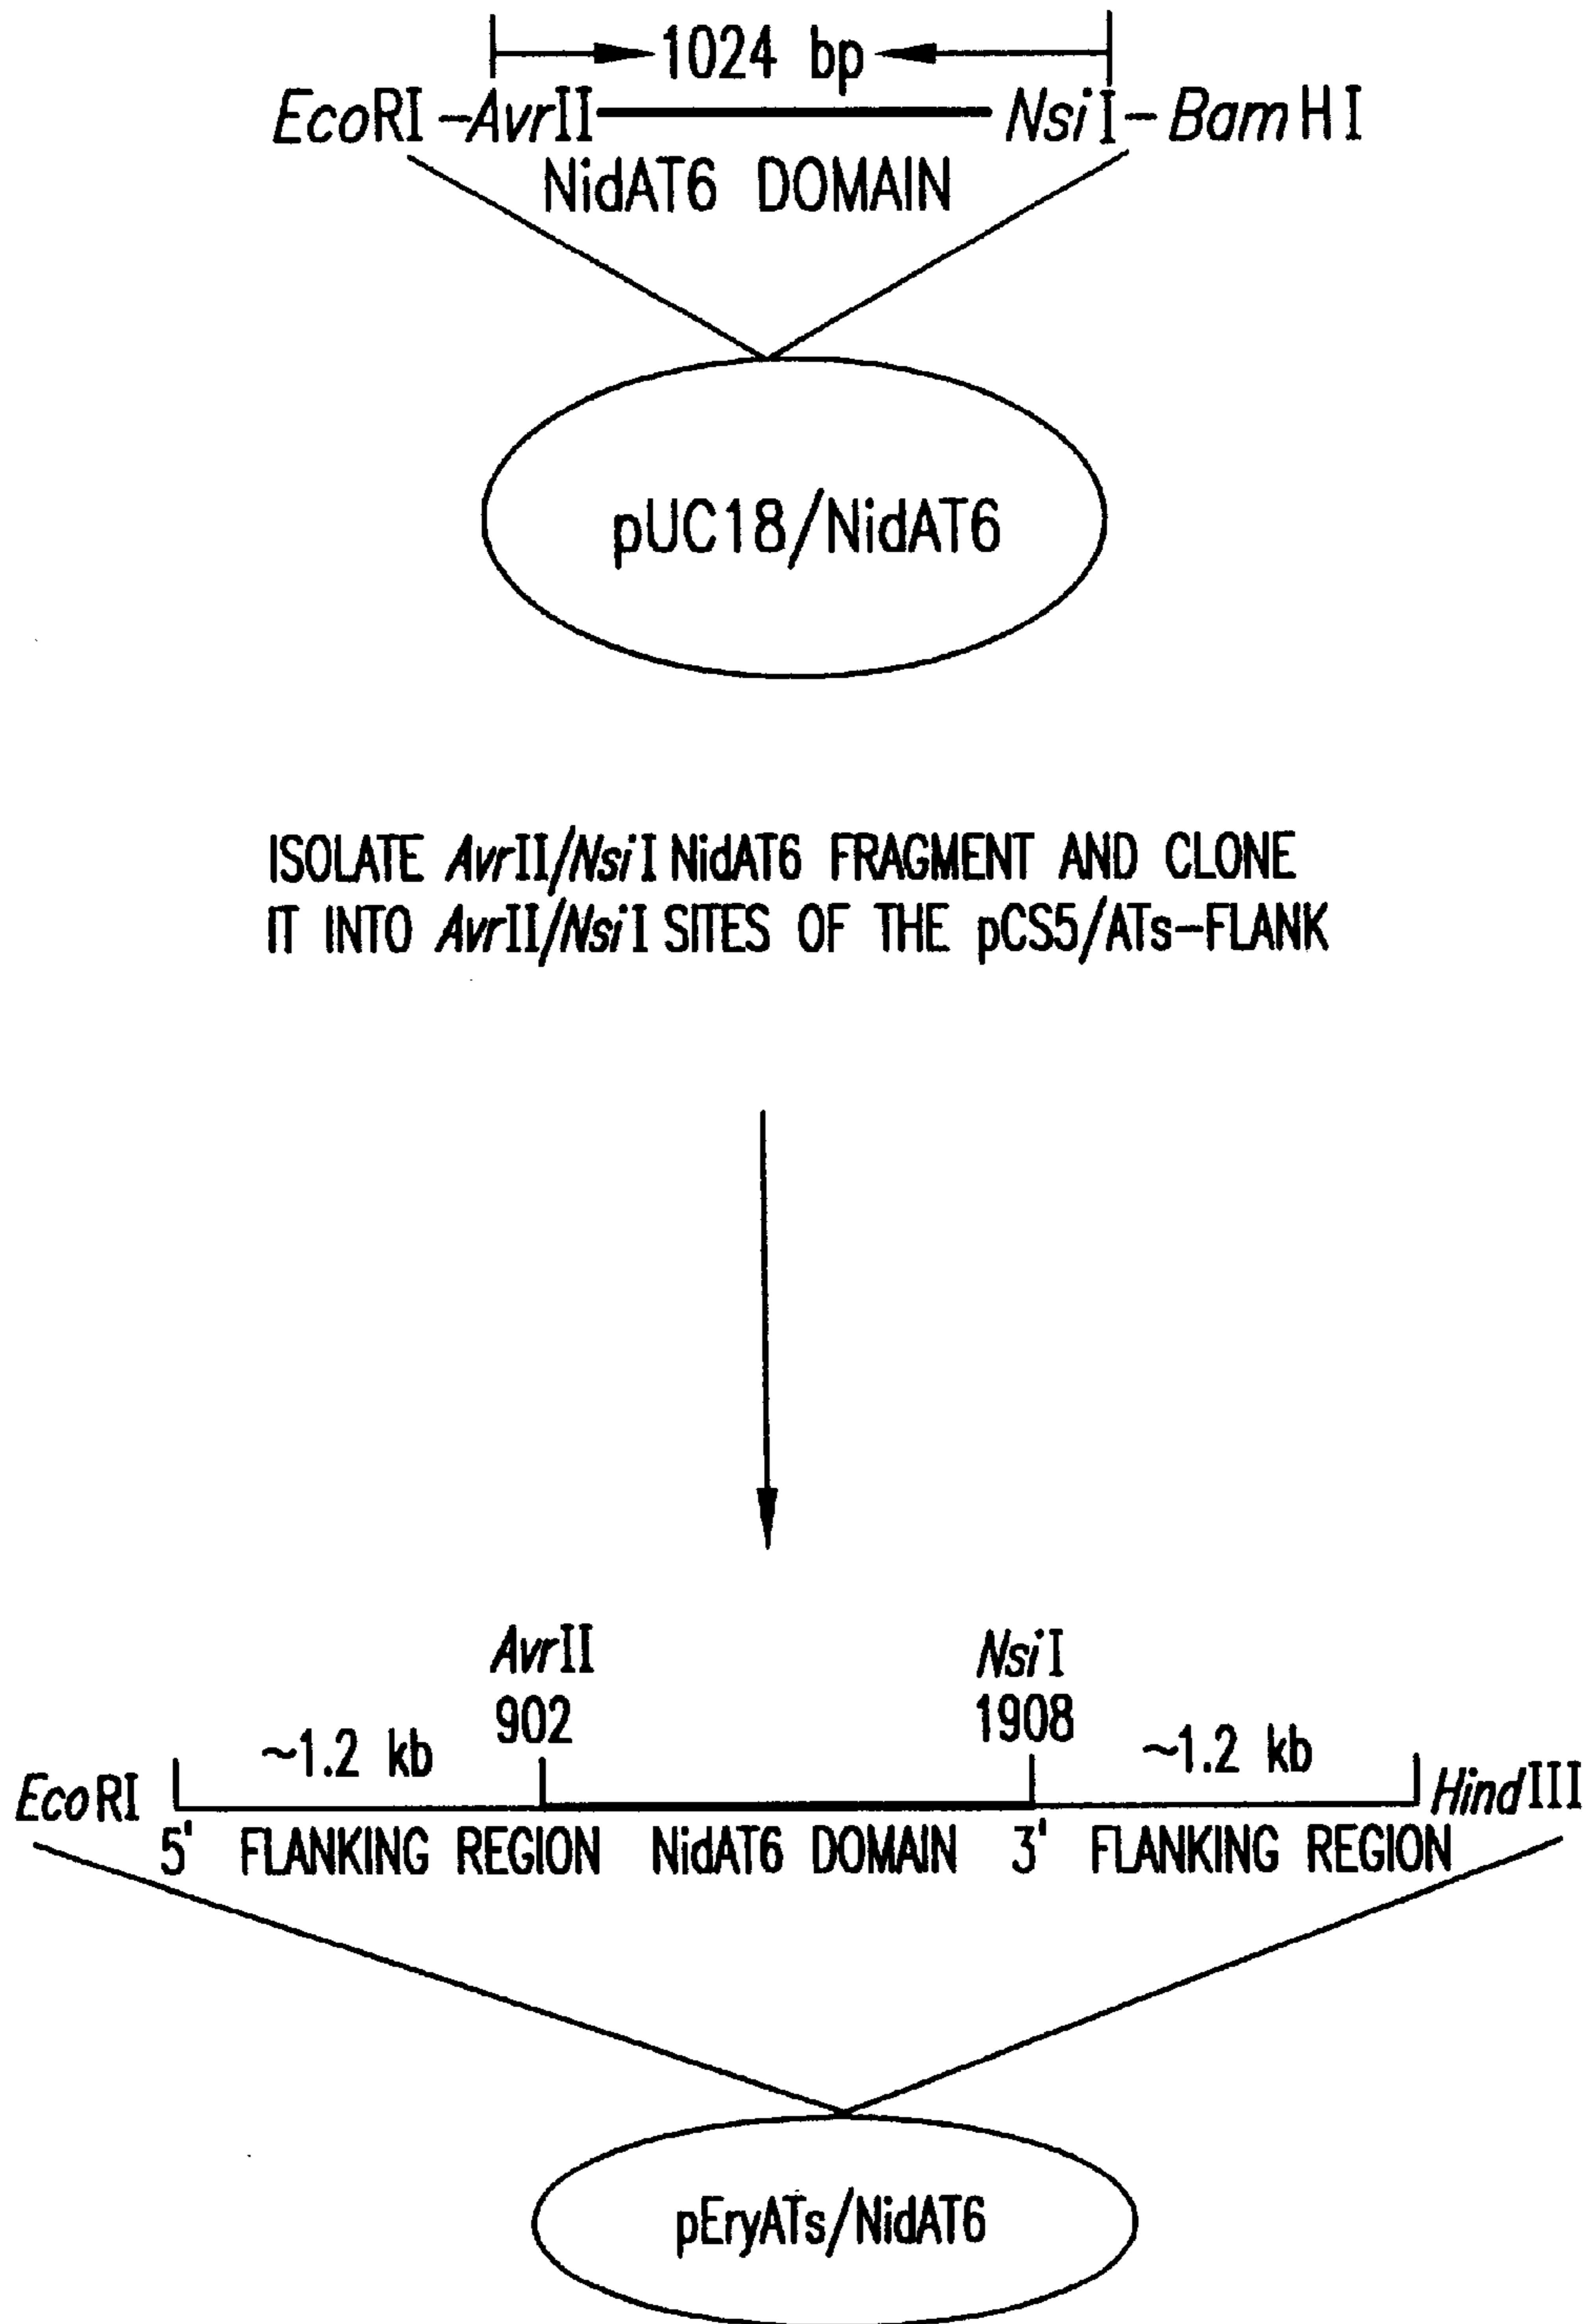 1024 bp
EcoRI-AvrII NsiI-BamHI
NidAT6 DOMAIN
pUC18/NidAT6
ISOLATE AvrII/NsiI NidAT6 FRAGMENT AND CLONE
IT INTO AvrII/NsiI SITES OF THE pCS5/ATs-FLANK
AvrII NsiI
902 1908
~1.2 kb ~1.2 kb
EcoRI HindIII
5' FLANKING REGION NidAT6 DOMAIN 3' FLANKING REGION
pEryATs/NidAT6